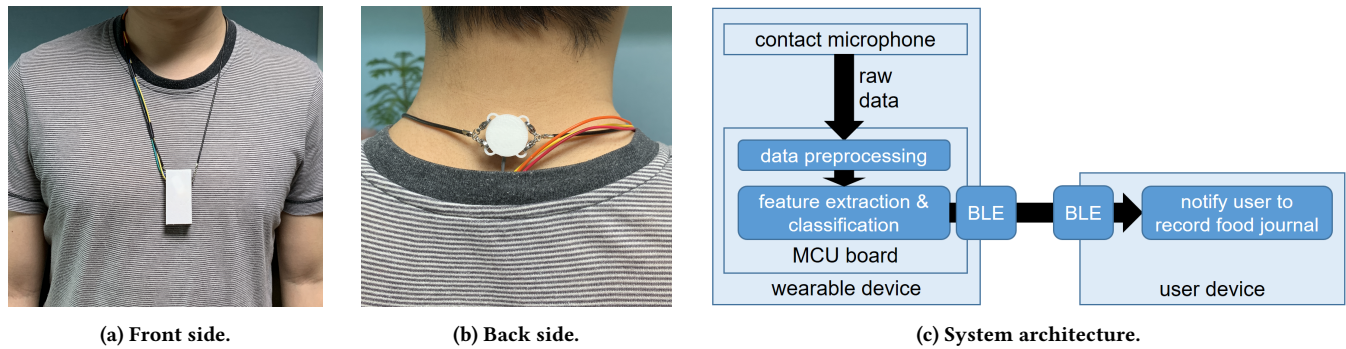 contact microphone
raw
data
data preprocessing
feature extraction &
classification
MCU board
wearable device
BLE
BLE
notify user to
record food journal
user device
(a) Front side.
(b) Back side.
(c) System architecture.